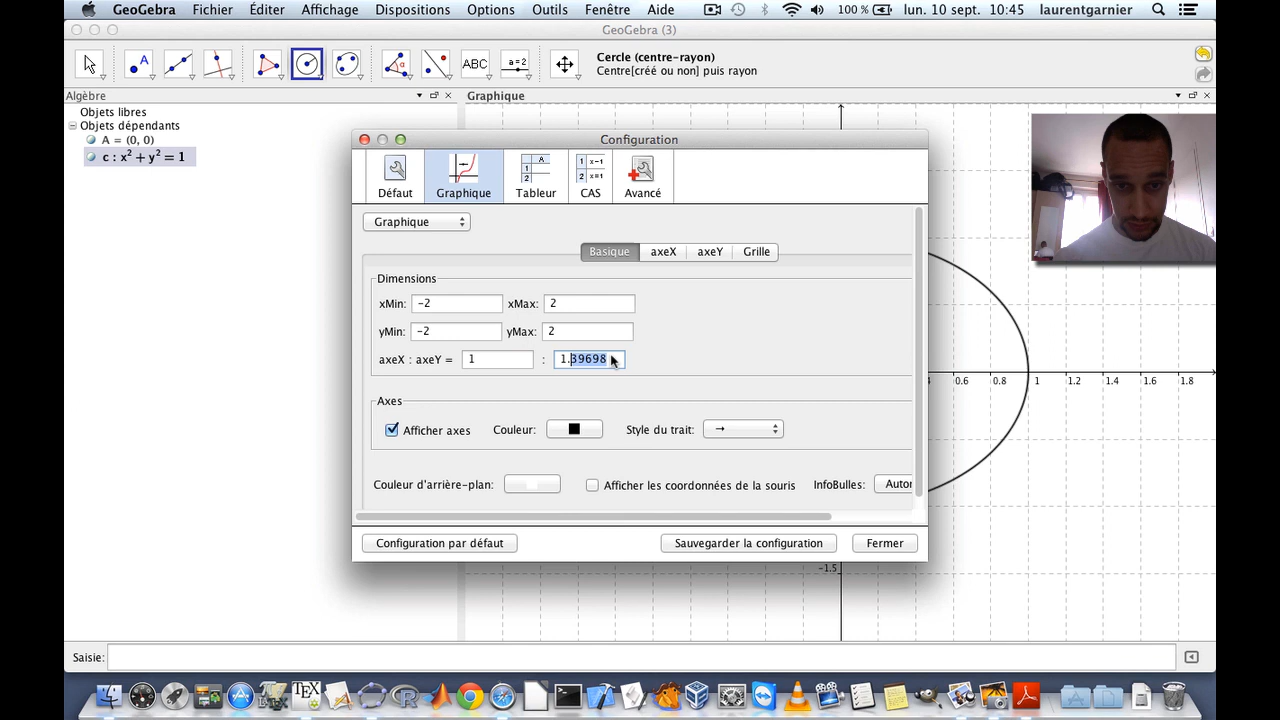 GeoGebra Fichier Éditer Affichage Dispositions Options Outils Fenêtre Aide 100 % lun. 10 sept. 10:45 laurentgarnier
GeoGebra (3)
A
α
ABC
a=2
Cercle (centre-rayon)
Centre[créé ou non] puis rayon
Algèbre
Graphique
Objets libres
Objets dépendants
A = (0, 0)
c : x² + y² = 1
Configuration
Défaut
Graphique
Tableur
CAS
Avancé
Graphique
Basique axeX axeY Grille
Dimensions
xMin: -2 xMax: 2
yMin: -2 yMax: 2
axeX : axeY = 1 : 1.39698
Axes
Afficher axes Couleur: Style du trait: →
Couleur d'arrière-plan: Afficher les coordonnées de la souris InfoBulles: Autor
Configuration par défaut Sauvegarder la configuration Fermer
0.6 0.8 1 1.2 1.4 1.6 1.8
-1.5
Saisie: